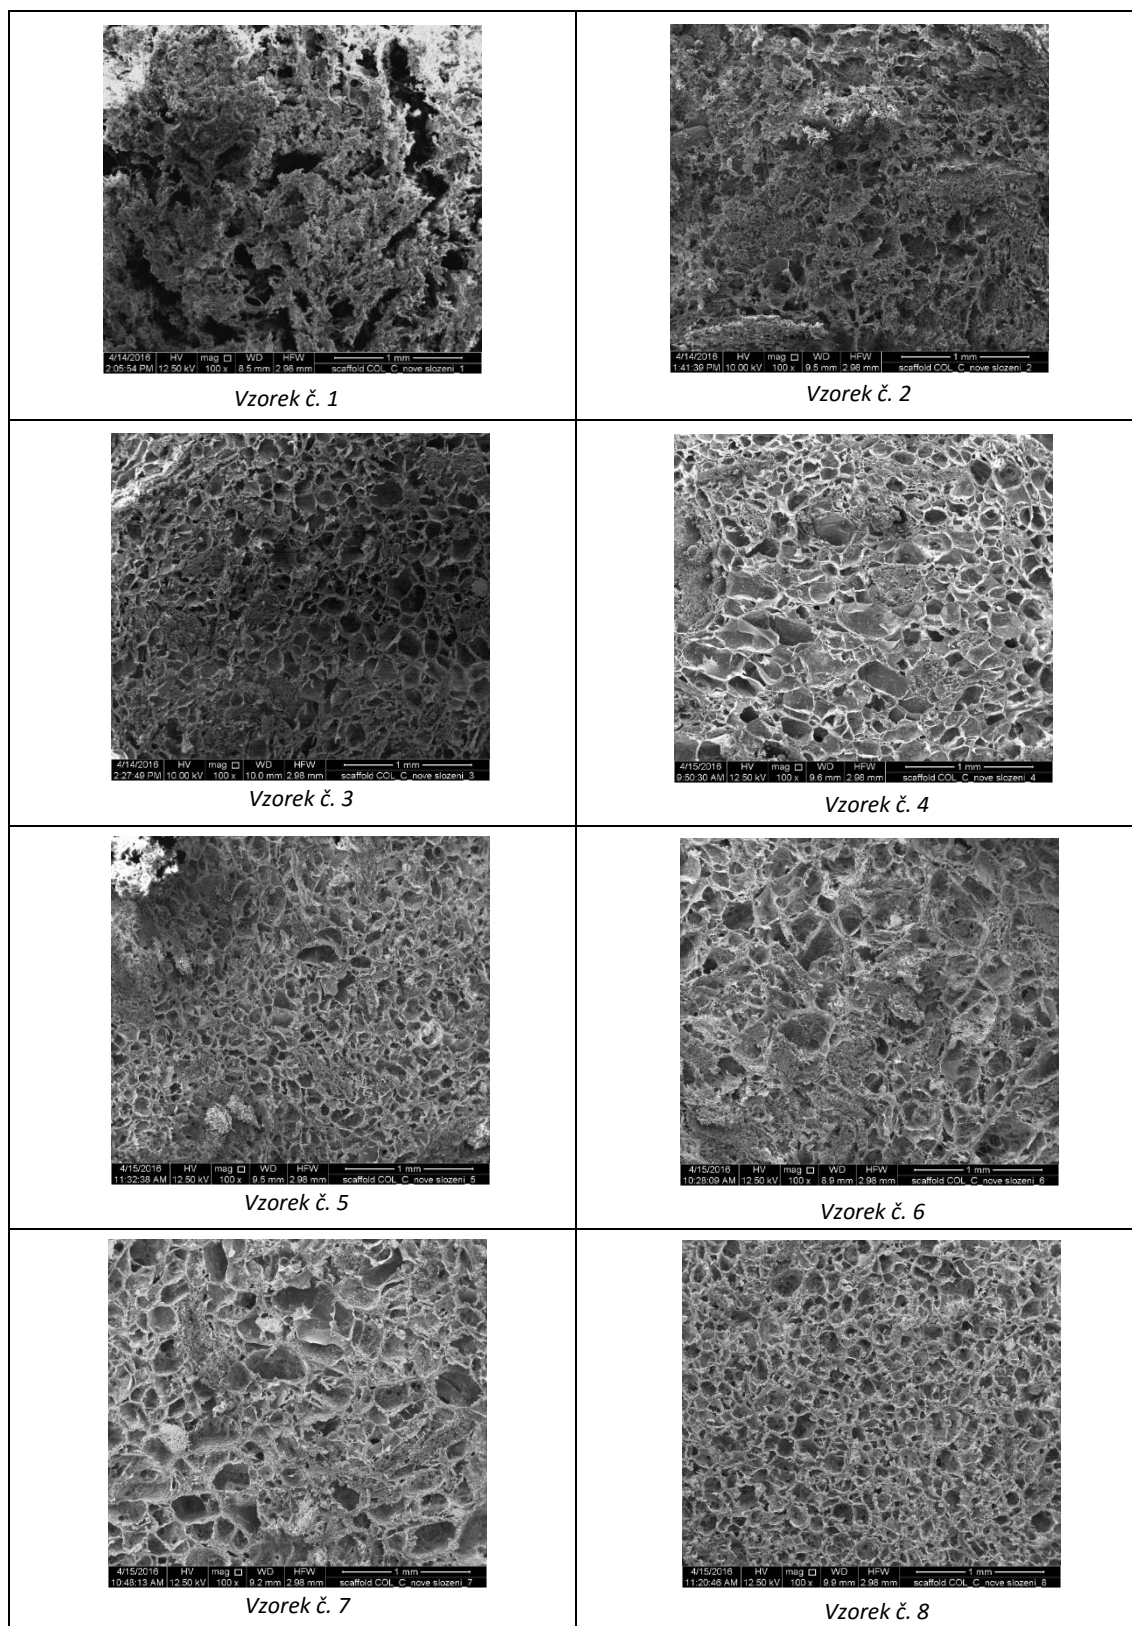 4/14/2016 HV mag WD HFW 1 mm
2:05:54 PM 12.50 kV 100 x 8.5 mm 2.98 mm scaffold COL_C_nove slozeni_1
Vzorek č. 1
4/14/2016 HV mag WD HFW 1 mm
1:41:39 PM 10.00 kV 100 x 9.5 mm 2.98 mm scaffold COL_C_nove slozeni_2
Vzorek č. 2
4/14/2016 HV mag WD HFW 1 mm
2:27:49 PM 10.00 kV 100 x 10.0 mm 2.98 mm scaffold COL_C_nove slozeni_3
Vzorek č. 3
4/15/2016 HV mag WD HFW 1 mm
9:50:30 AM 12.50 kV 100 x 9.6 mm 2.98 mm scaffold COL_C_nove slozeni_4
Vzorek č. 4
4/15/2016 HV mag WD HFW 1 mm
11:32:38 AM 12.50 kV 100 x 9.5 mm 2.98 mm scaffold COL_C_nove slozeni_5
Vzorek č. 5
4/15/2016 HV mag WD HFW 1 mm
10:28:09 AM 12.50 kV 100 x 8.9 mm 2.98 mm scaffold COL_C_nove slozeni_6
Vzorek č. 6
4/15/2016 HV mag WD HFW 1 mm
10:48:13 AM 12.50 kV 100 x 9.2 mm 2.98 mm scaffold COL_C_nove slozeni_7
Vzorek č. 7
4/15/2016 HV mag WD HFW 1 mm
11:20:46 AM 12.50 kV 100 x 9.9 mm 2.98 mm scaffold COL_C_nove slozeni_8
Vzorek č. 8